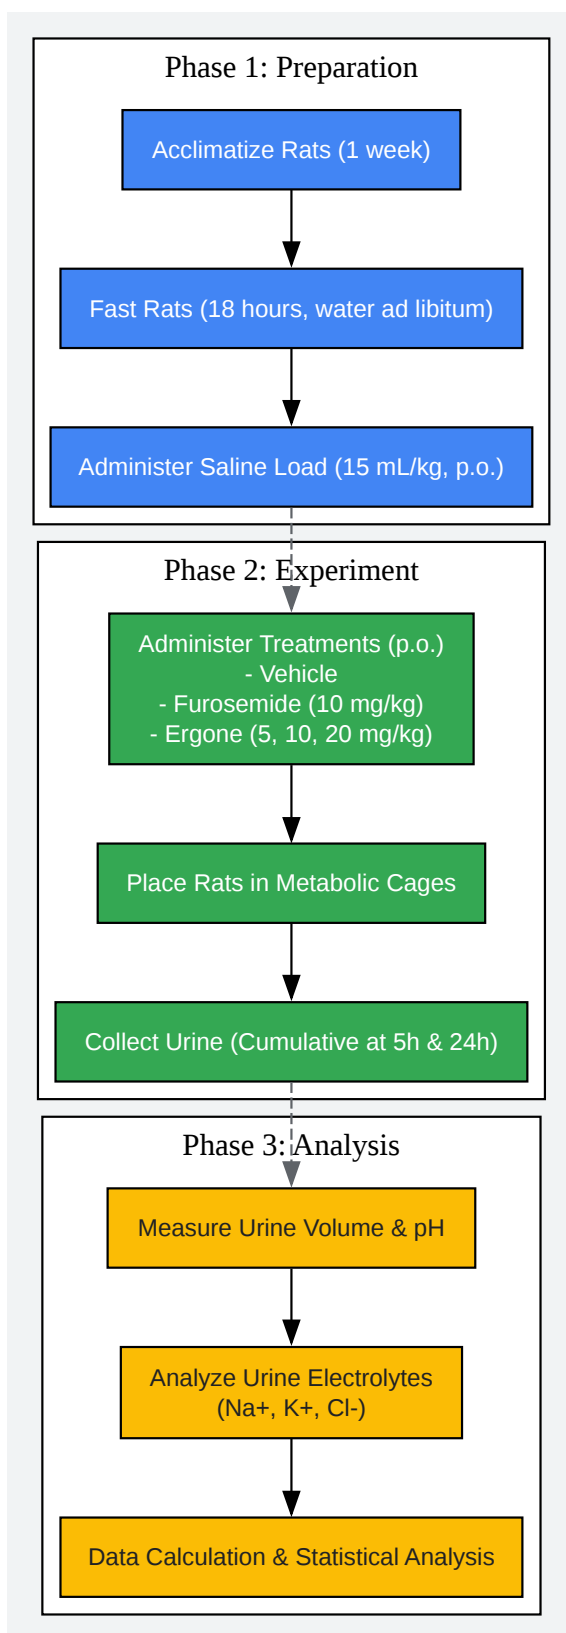 Phase 1: Preparation
Acclimatize Rats (1 week)
Fast Rats (18 hours, water ad libitum)
Administer Saline Load (15 mL/kg, p.o.)
Phase 2: Experiment
Administer Treatments (p.o.)
- Vehicle
- Furosemide (10 mg/kg)
- Ergone (5, 10, 20 mg/kg)
Place Rats in Metabolic Cages
Collect Urine (Cumulative at 5h & 24h)
Phase 3: Analysis
Measure Urine Volume & pH
Analyze Urine Electrolytes
(Na+, K+, Cl-)
Data Calculation & Statistical Analysis